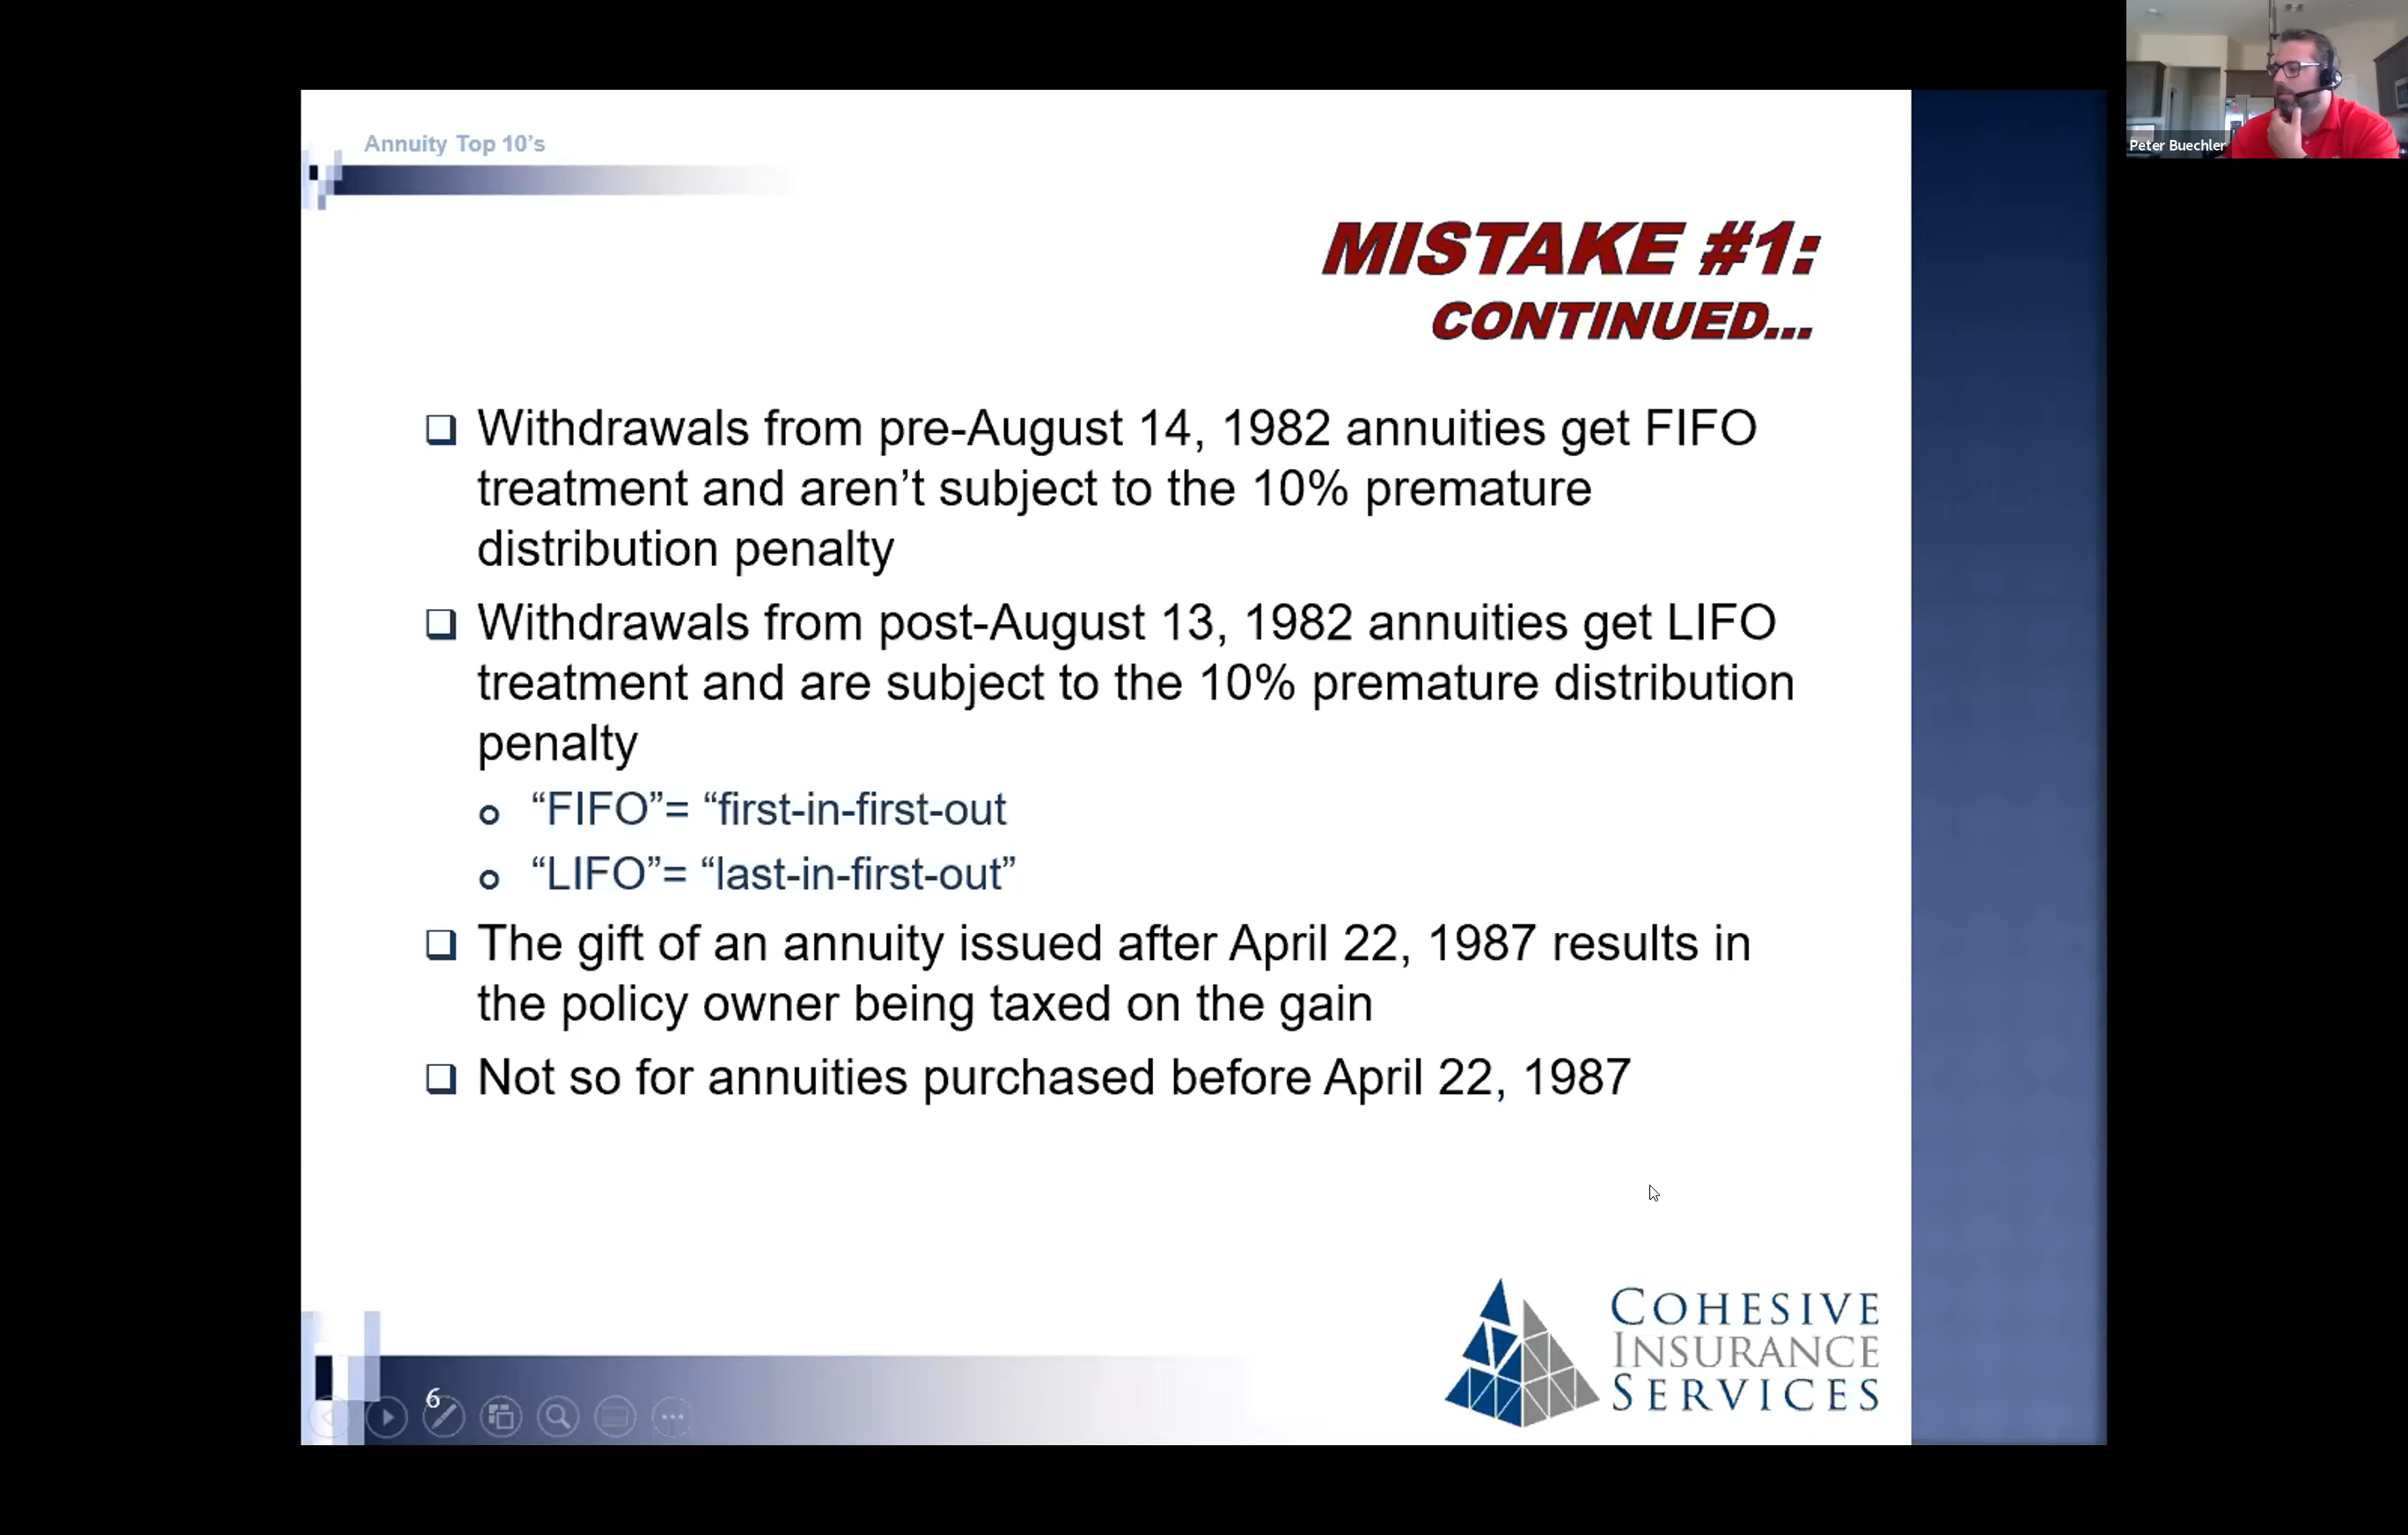 Peter Buechler
Annuity Top 10's
MISTAKE #1:
CONTINUED...
Withdrawals from pre-August 14, 1982 annuities get FIFO
treatment and aren’t subject to the 10% premature
distribution penalty
Withdrawals from post-August 13, 1982 annuities get LIFO
treatment and are subject to the 10% premature distribution
penalty
“FIFO”= “first-in-first-out
“LIFO”= “last-in-first-out”
The gift of an annuity issued after April 22, 1987 results in
the policy owner being taxed on the gain
Not so for annuities purchased before April 22, 1987
COHESIVE
INSURANCE
SERVICES
6